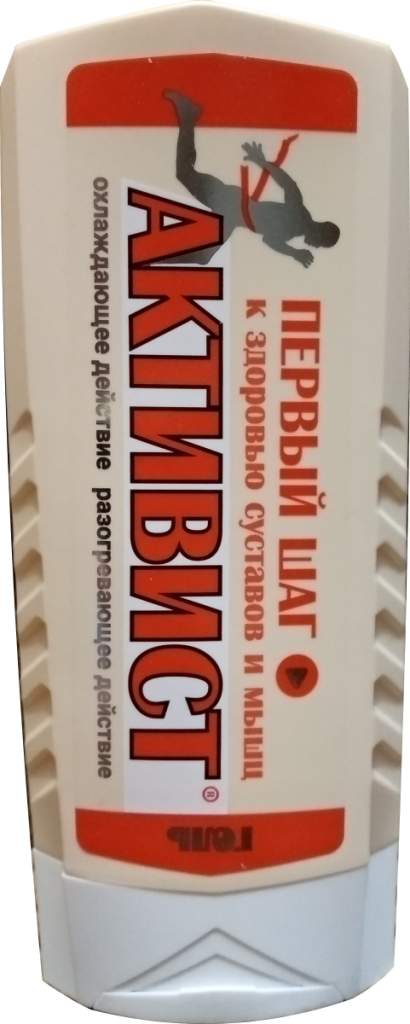 ПЕРВЫЙ ШАГ
к здоровью суставов и мышц
АКТИВИСТ®
охлаждающее действие разогревающее действие
гель